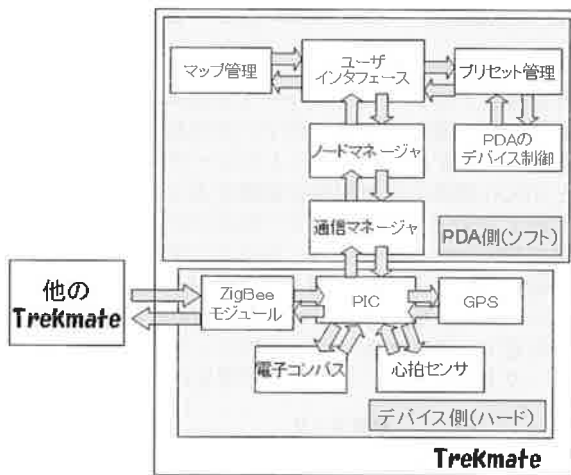 マップ管理
ユーザ
インタフェース
プリセット管理
ノードマネージャ
PDAの
デバイス制御
通信マネージャ
PDA側(ソフト)
他の
TreKmate
ZigBee
モジュール
PIC
GPS
電子コンパス
心拍センサ
デバイス側(ハード)
TreKmate